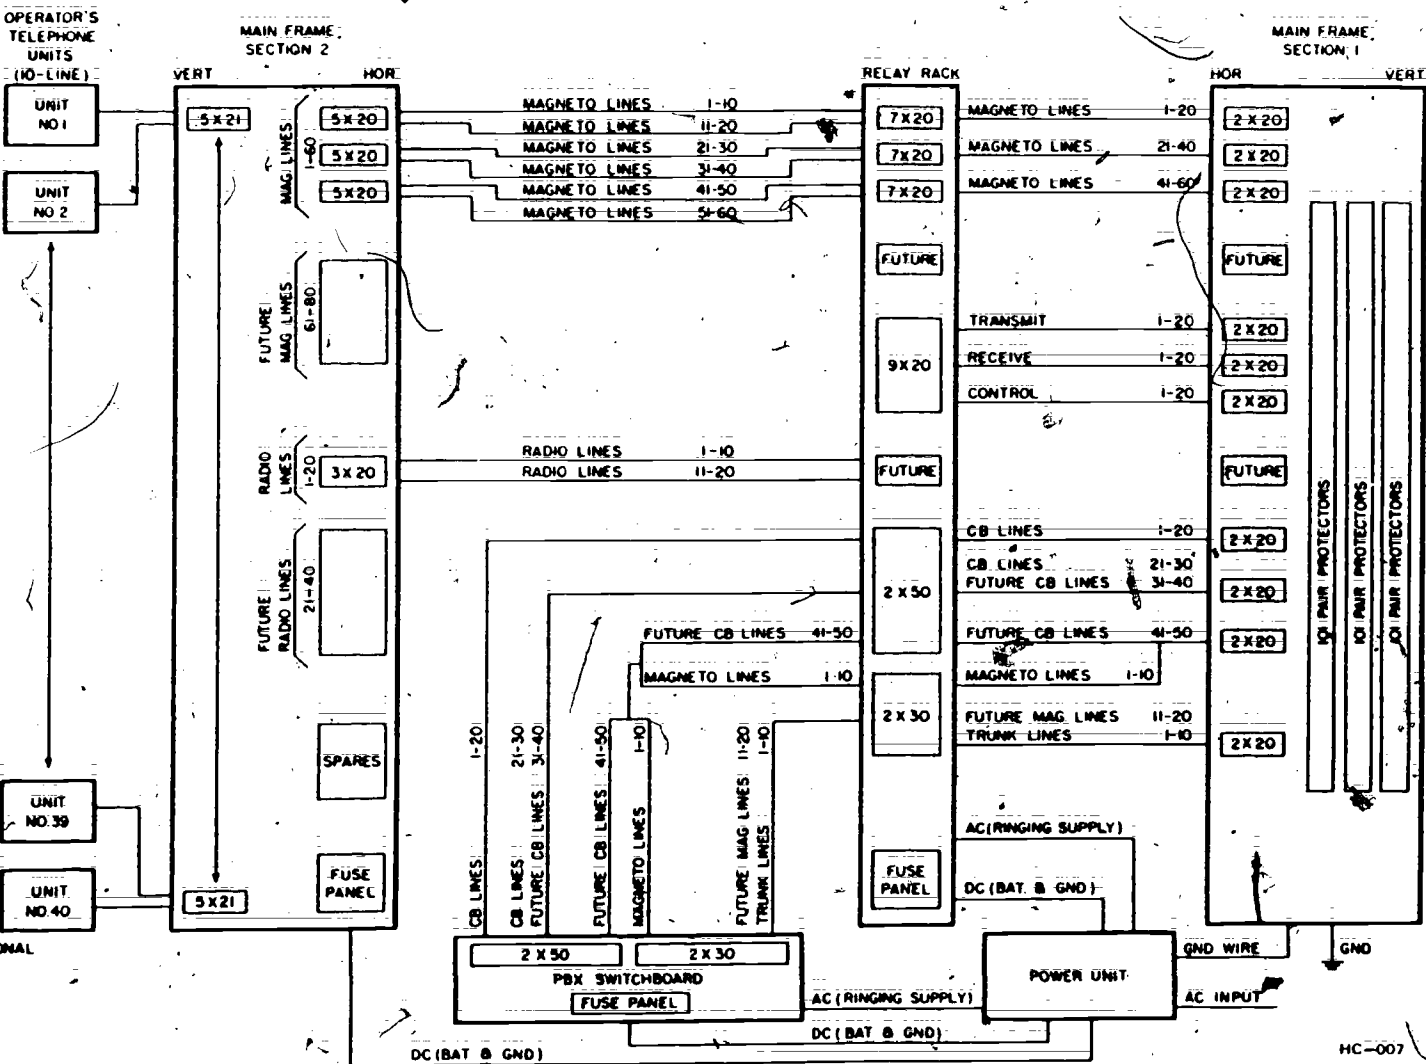 OPERATOR'S
TELEPHONE
UNITS
(10-LINE)
UNIT
NO.1
UNIT
NO.2
UNIT
NO.39
UNIT
NO.40
ONAL
MAIN FRAME
SECTION 2
VERT
HOR
5X21
5X21
MAG LINES
1-60
5X20
5X20
5X20
FUTURE
MAG LINES
61-80
RADIO
LINES
1-20
3X20
FUTURE
RADIO LINES
21-40
SPARES
FUSE
PANEL
MAGNETO LINES 1-10
MAGNETO LINES 11-20
MAGNETO LINES 21-30
MAGNETO LINES 31-40
MAGNETO LINES 41-50
MAGNETO LINES 51-60
RADIO LINES 1-10
RADIO LINES 11-20
FUTURE CB LINES 41-50
MAGNETO LINES 1-10
CB LINES 1-20
CB LINES 21-30
FUTURE CB LINES 31-40
FUTURE CB LINES 41-50
MAGNETO LINES 1-10
FUTURE MAG LINES 11-20
TRUNK LINES 1-10
RELAY RACK
7X20
7X20
7X20
FUTURE
9X20
FUTURE
2X50
2X30
FUSE
PANEL
MAGNETO LINES 1-20
MAGNETO LINES 21-40
MAGNETO LINES 41-60
TRANSMIT 1-20
RECEIVE 1-20
CONTROL 1-20
CB LINES 1-20
CB LINES 21-30
FUTURE CB LINES 31-40
FUTURE CB LINES 41-50
MAGNETO LINES 1-10
FUTURE MAG LINES 11-20
TRUNK LINES 1-10
AC (RINGING SUPPLY)
DC (BAT. & GND)
MAIN FRAME
SECTION 1
HOR
VERT
2X20
2X20
2X20
FUTURE
2X20
2X20
2X20
FUTURE
2X20
2X20
2X20
2X20
101 PAIR PROTECTORS
101 PAIR PROTECTORS
101 PAIR PROTECTORS
2X50
2X30
PBX SWITCHBOARD
FUSE PANEL
POWER UNIT
GND WIRE
GND
AC INPUT
AC (RINGING SUPPLY)
DC (BAT & GND)
DC (BAT & GND)
HC-007